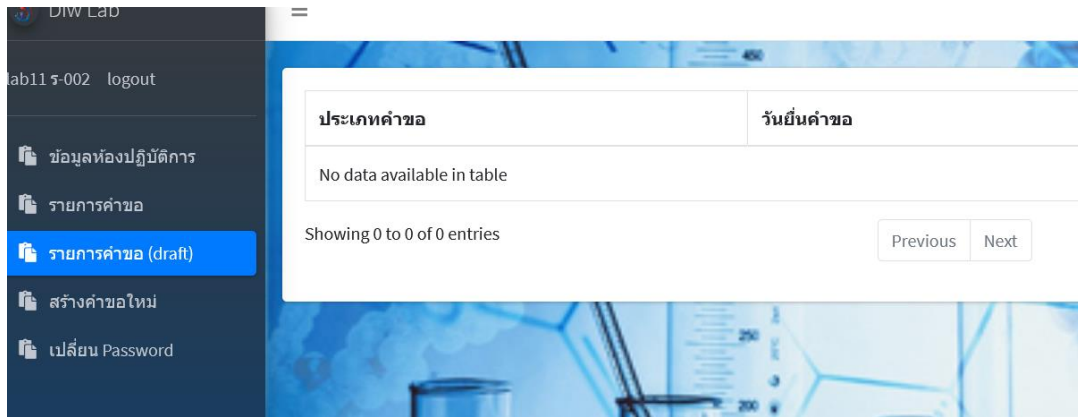 DIW Lab
lab11 ร-002 logout
ข้อมูลห้องปฏิบัติการ
รายการคำขอ
รายการคำขอ (draft)
สร้างคำขอใหม่
เปลี่ยน Password
ประเภทคำขอ วันยื่นคำขอ
No data available in table
Showing 0 to 0 of 0 entries
Previous Next
450
250
200